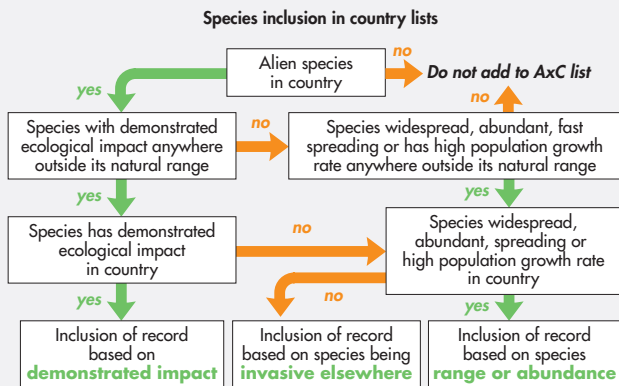 Species inclusion in country lists
Alien species
in country
no
Do not add to AxC list
yes
no
Species with demonstrated
ecological impact anywhere
outside its natural range
no
Species widespread, abundant, fast
spreading or has high population growth
rate anywhere outside its natural range
yes
yes
Species has demonstrated
ecological impact
in country
no
Species widespread,
abundant, spreading or
high population growth rate
in country
yes
no
yes
Inclusion of record
based on
demonstrated impact
Inclusion of record
based on species being
invasive elsewhere
Inclusion of record
based on species
range or abundance